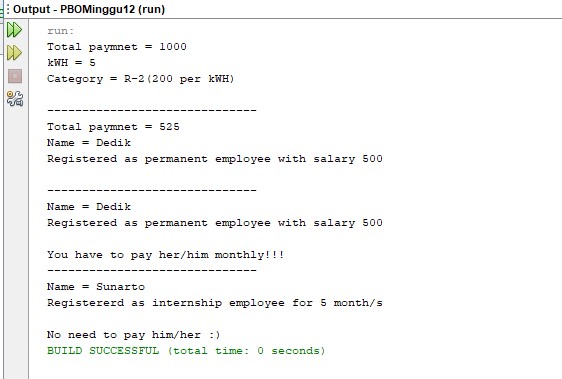 Output - PBOMinggu12 (run)
run:
Total paymnet = 1000
kWH = 5
Category = R-2(200 per kWH)
------------------------------
Total paymnet = 525
Name = Dedik
Registered as permanent employee with salary 500
------------------------------
Name = Dedik
Registered as permanent employee with salary 500
You have to pay her/him monthly!!!
------------------------------
Name = Sunarto
Registererd as internship employee for 5 month/s
No need to pay him/her :)
BUILD SUCCESSFUL (total time: 0 seconds)